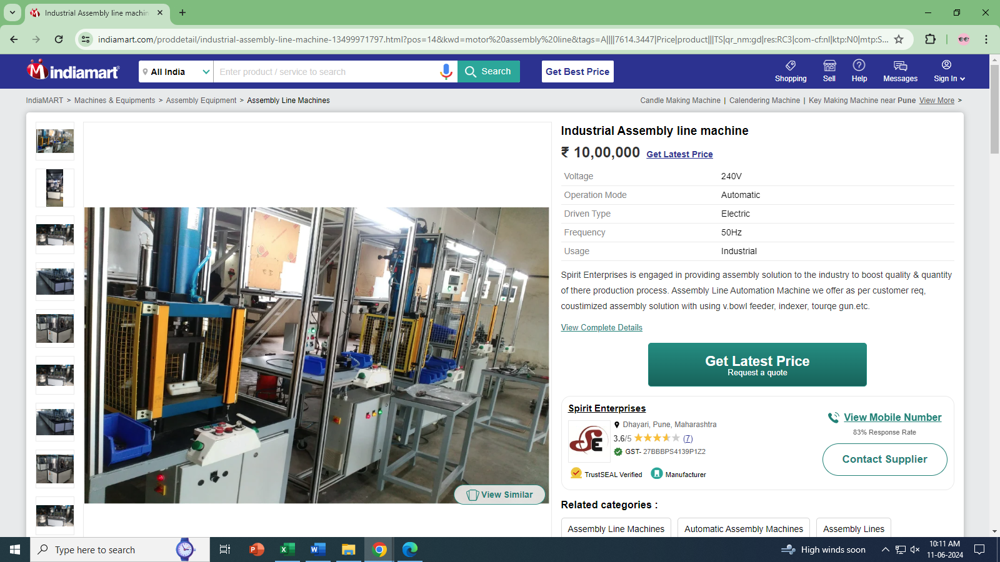 Industrial Assembly line machin
indiamart.com/proddetail/industrial-assembly-line-machine-13499971797.html?pos=14&kwd=motor%20assembly%20line&tags=A||||7614.3447|Price|product|||TS|qr_nm:gd|res:RC3|com-cf:nl|ktp:N0|mtp:S...
indiamart
All India
Enter product / service to search
Search
Get Best Price
Shopping
Sell
Help
Messages
Sign In
IndiaMART > Machines & Equipments > Assembly Equipment > Assembly Line Machines
Candle Making Machine | Calendering Machine | Key Making Machine near Pune View More >
Industrial Assembly line machine
₹ 10,00,000 Get Latest Price
Voltage 240V
Operation Mode Automatic
Driven Type Electric
Frequency 50Hz
Usage Industrial
Spirit Enterprises is engaged in providing assembly solution to the industry to boost quality & quantity
of there production process. Assembly Line Automation Machine we offer as per customer req,
coustimized assembly solution with using v.bowl feeder, indexer, tourqe gun.etc.
View Complete Details
Get Latest Price
Request a quote
Spirit Enterprises
Dhayari, Pune, Maharashtra
3.6/5 (7)
GST- 27BBBPS4139P1Z2
TrustSEAL Verified Manufacturer
View Mobile Number
83% Response Rate
Contact Supplier
View Similar
Related categories :
Assembly Line Machines
Automatic Assembly Machines
Assembly Lines
Type here to search
High winds soon
10:11 AM
11-06-2024